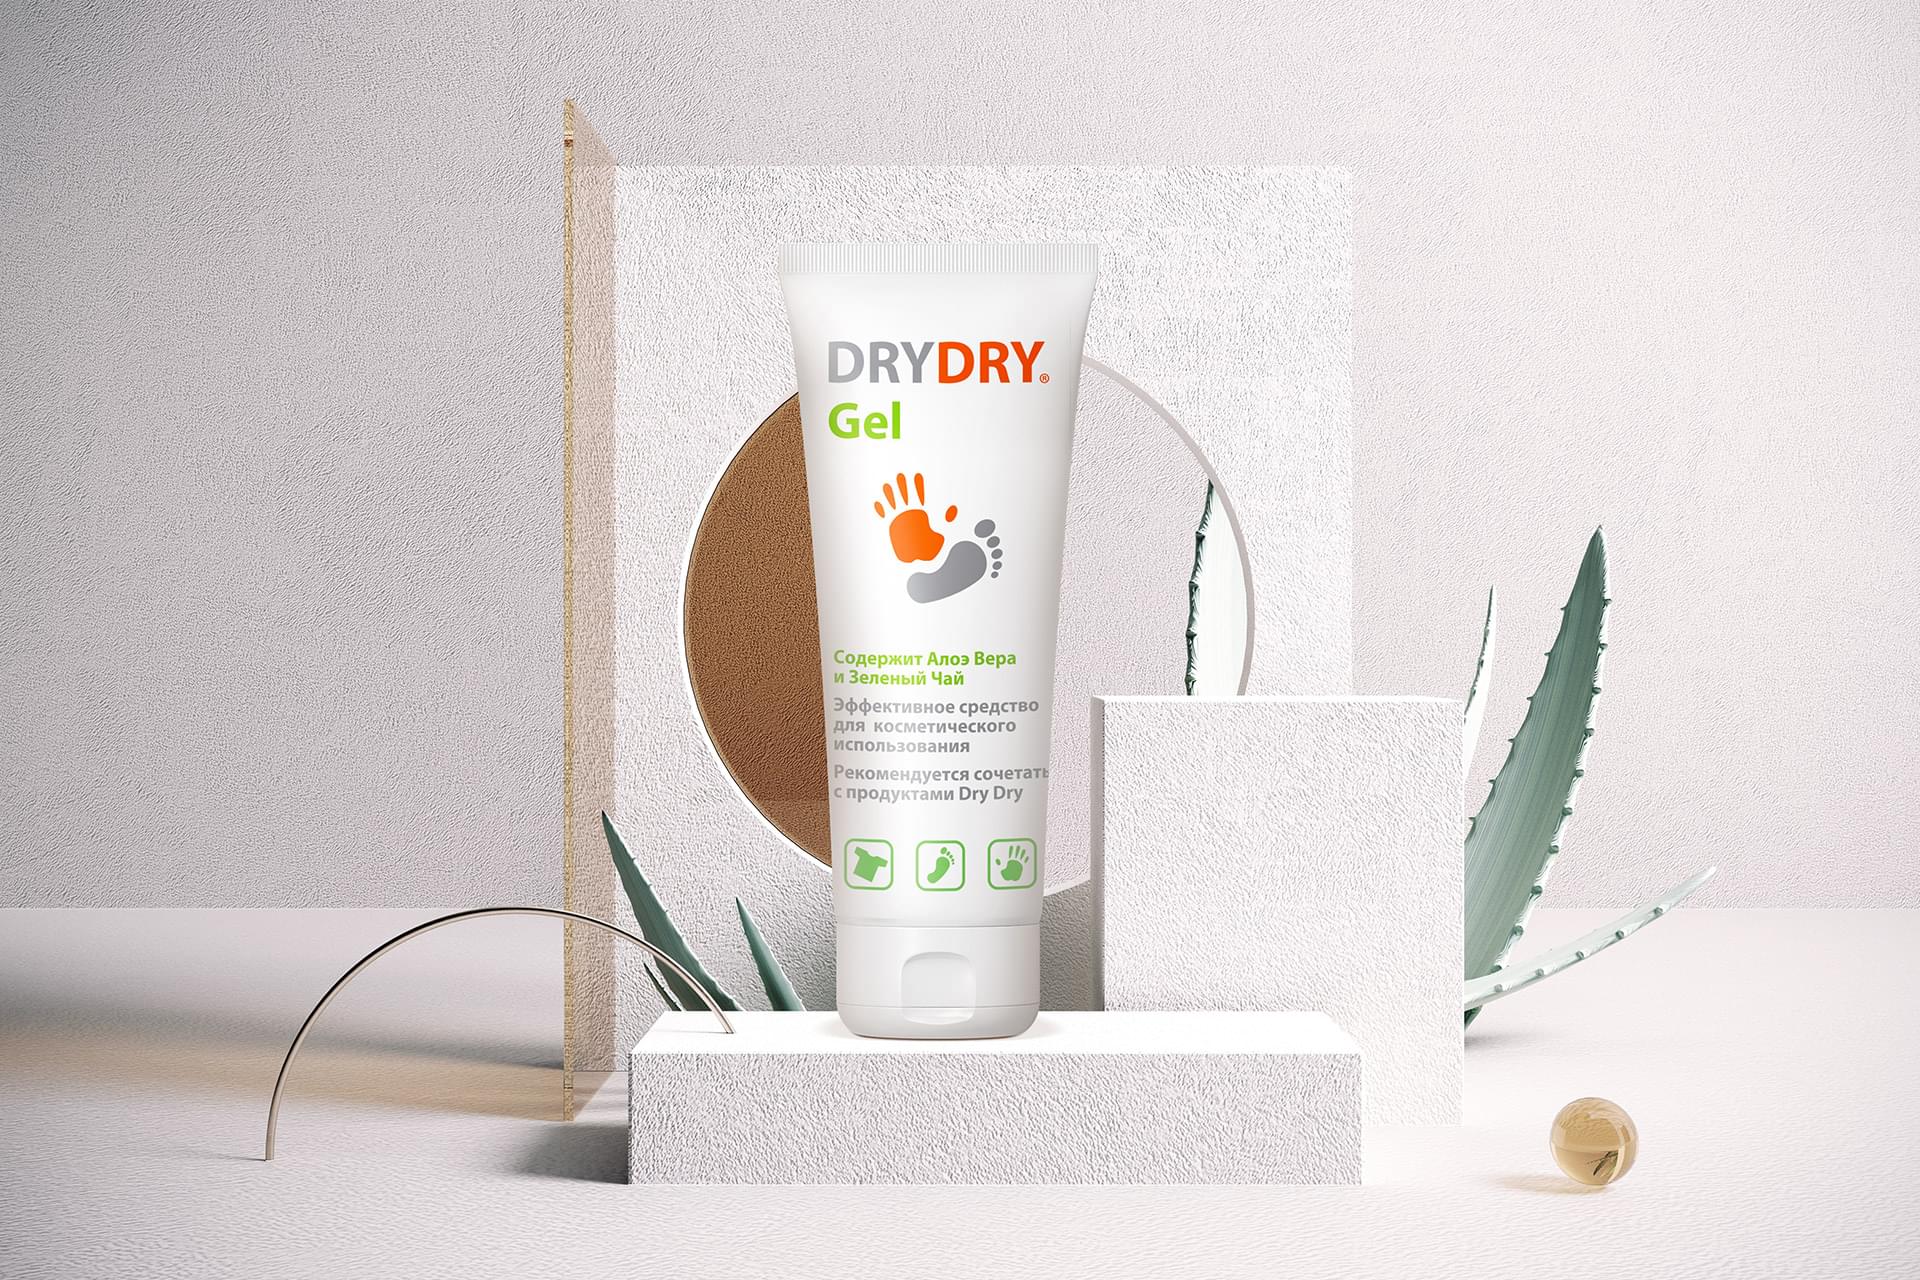 DRYDRY®
Gel
Содержит Алоэ Вера
и Зеленый Чай
Эффективное средство
для косметического
использования
Рекомендуется сочетать
с продуктами Dry Dry